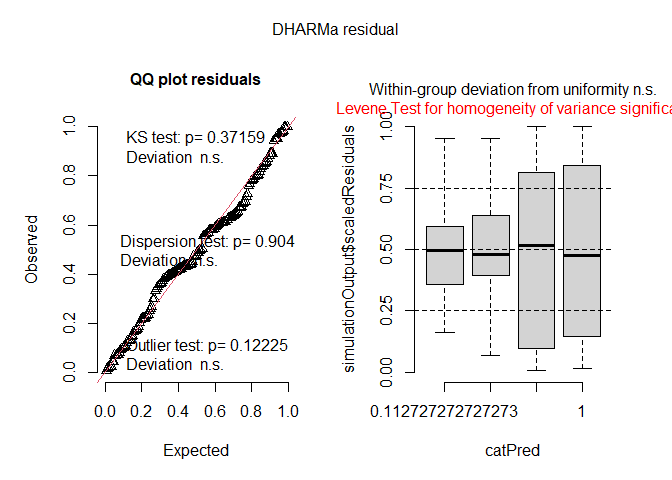 DHARMa residual
QQ plot residuals
KS test: p= 0.37159
Deviation n.s.
Dispersion test: p= 0.904
Deviation n.s.
Outlier test: p= 0.12225
Deviation n.s.
Observed
0.0 0.2 0.4 0.6 0.8 1.0
0.0 0.2 0.4 0.6 0.8 1.0
Expected
Within-group deviation from uniformity n.s.
Levene Test for homogeneity of variance significa
simulationOutput$scaledResiduals
0.00 0.25 0.50 0.75 1.00
0.112727272727273 1
catPred